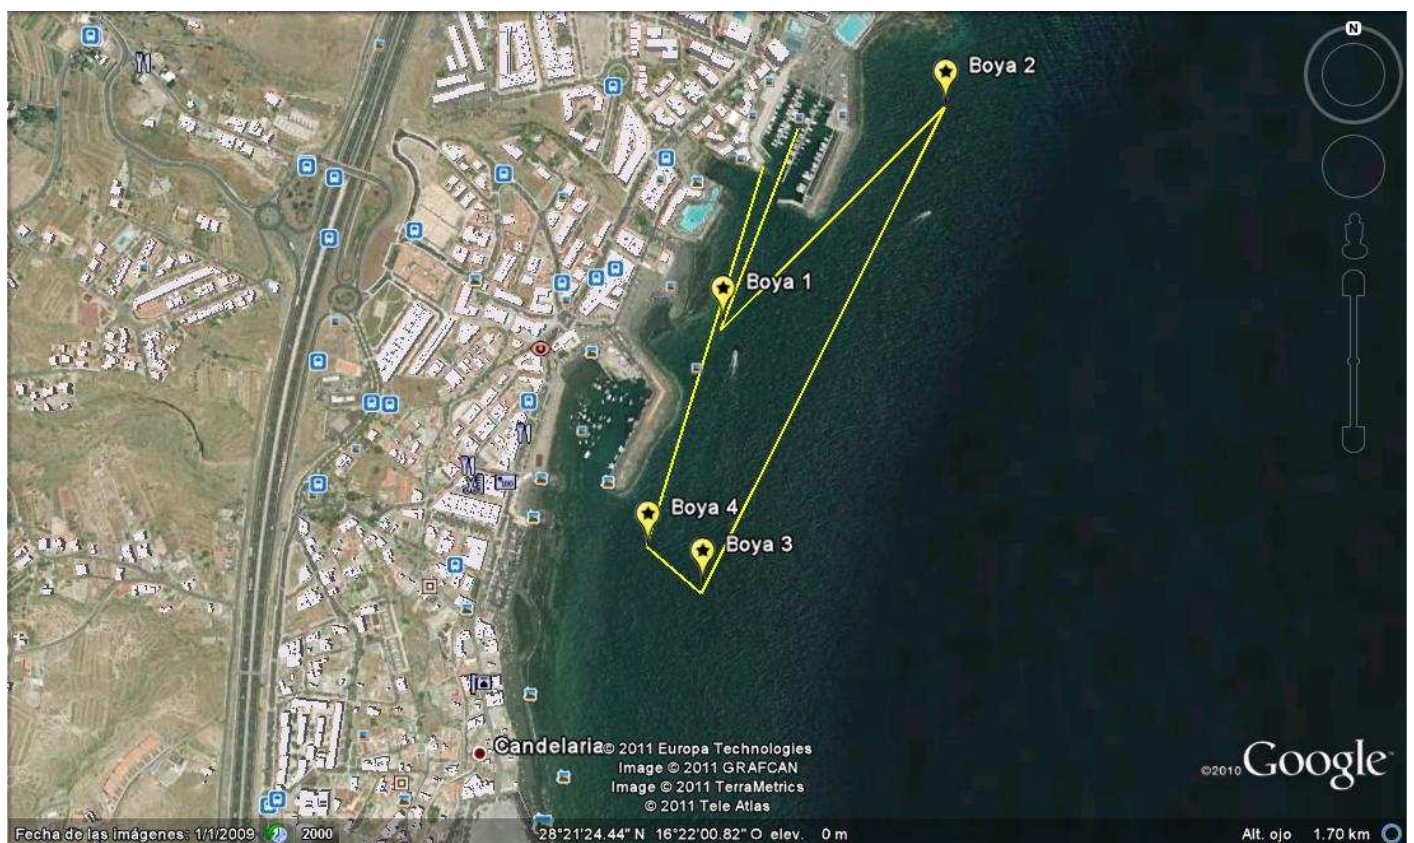 N
Boya 2
Boya 1
Boya 4
Boya 3
Candelaria
© 2011 Europa Technologies
Image © 2011 GRAFCAN
Image © 2011 TerraMetrics
© 2011 Tele Atlas
©2010 Google
Fecha de las imágenes: 1/1/2009 2000 28°21'24.44" N 16°22'00.82" O elev. 0 m Alt. ojo 1.70 km